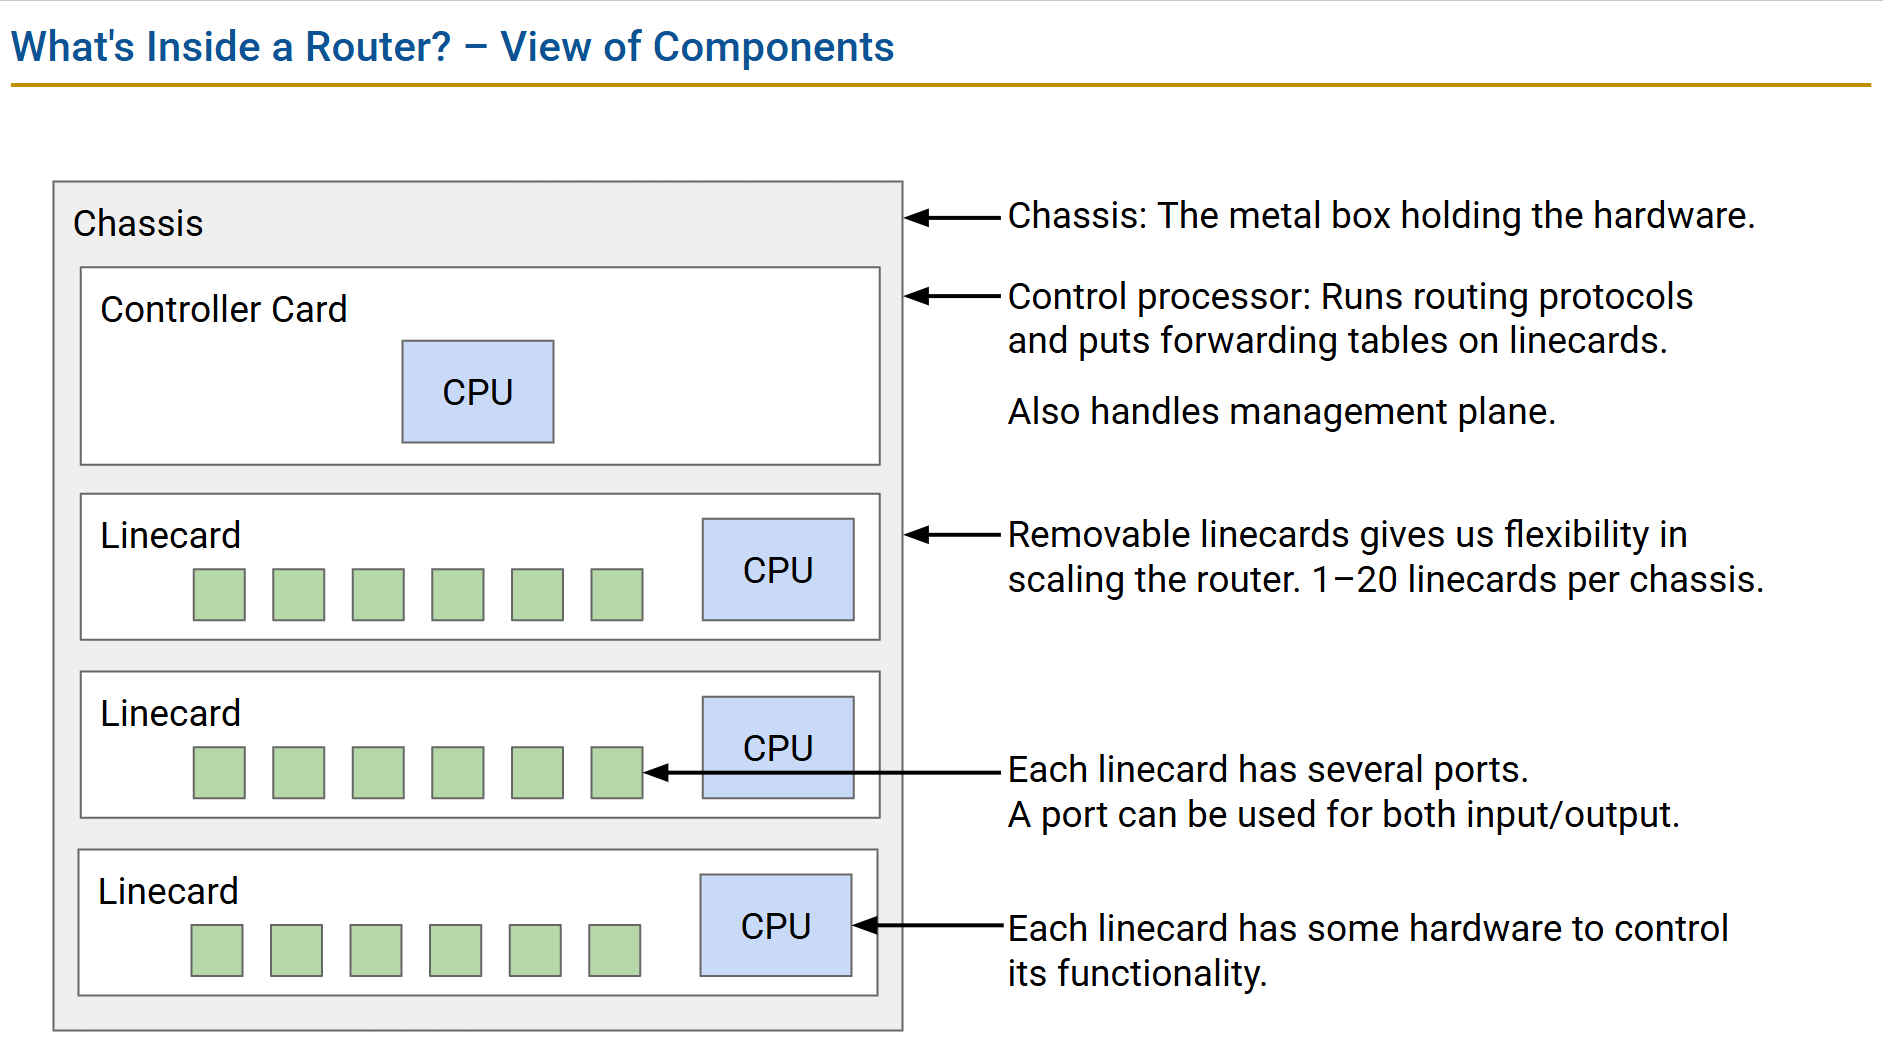 What's Inside a Router? – View of Components
Chassis
Chassis: The metal box holding the hardware.
Controller Card
CPU
Control processor: Runs routing protocols
and puts forwarding tables on linecards.
Also handles management plane.
Linecard
CPU
Removable linecards gives us flexibility in
scaling the router. 1–20 linecards per chassis.
Linecard
CPU
Each linecard has several ports.
A port can be used for both input/output.
Linecard
CPU
Each linecard has some hardware to control
its functionality.